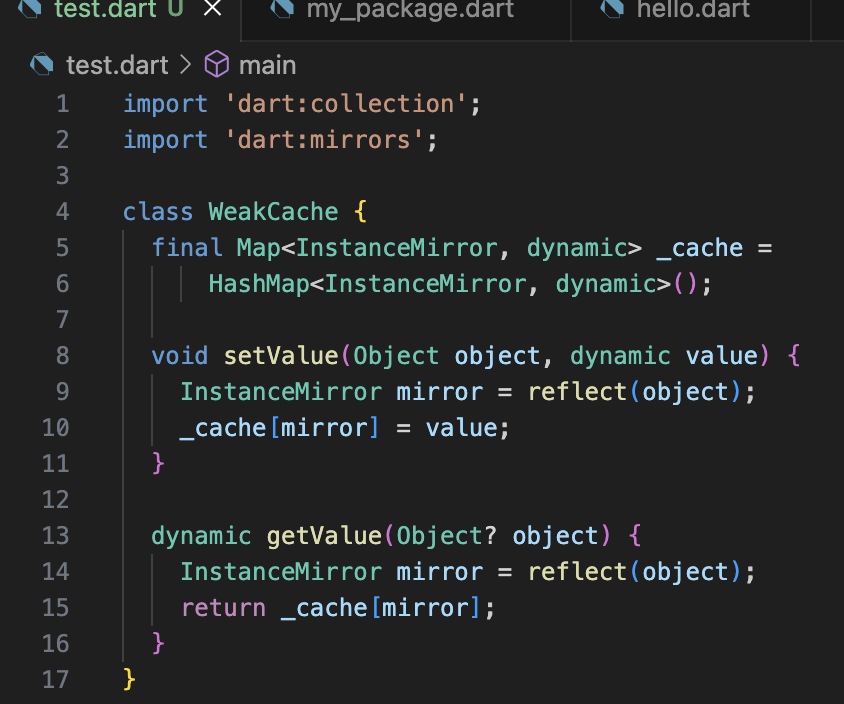 test.dart U × my_package.dart hello.dart
test.dart > main
1 import 'dart:collection';
2 import 'dart:mirrors';
3
4 class WeakCache {
5   final Map<InstanceMirror, dynamic> _cache =
6       HashMap<InstanceMirror, dynamic>();
7
8   void setValue(Object object, dynamic value) {
9     InstanceMirror mirror = reflect(object);
10     _cache[mirror] = value;
11   }
12
13   dynamic getValue(Object? object) {
14     InstanceMirror mirror = reflect(object);
15     return _cache[mirror];
16   }
17 }